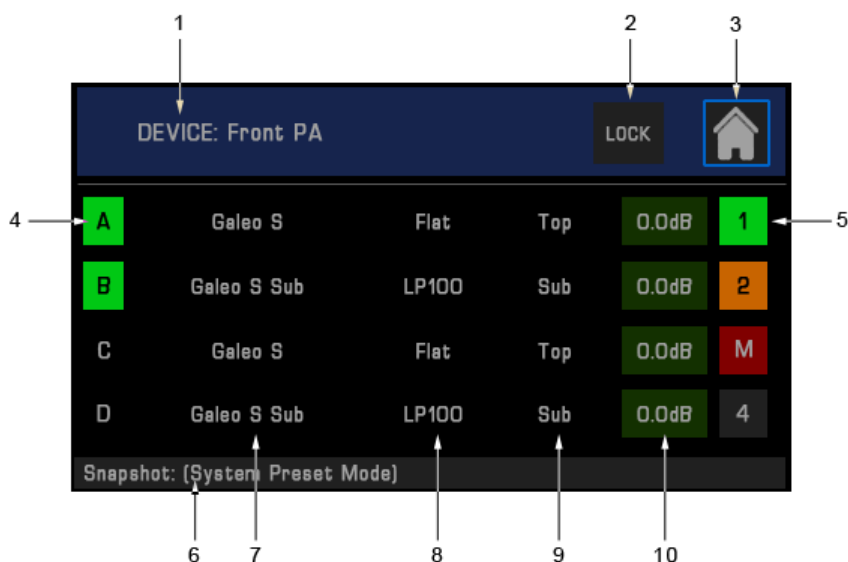 1 2 3
DEVICE: Front PA LOCK
4 A Galeo S Flat Top 0.0dB 1 5
B Galeo S Sub LP100 Sub 0.0dB 2
C Galeo S Flat Top 0.0dB M
D Galeo S Sub LP100 Sub 0.0dB 4
Snapshot: (System Preset Mode)
6 7 8 9 10